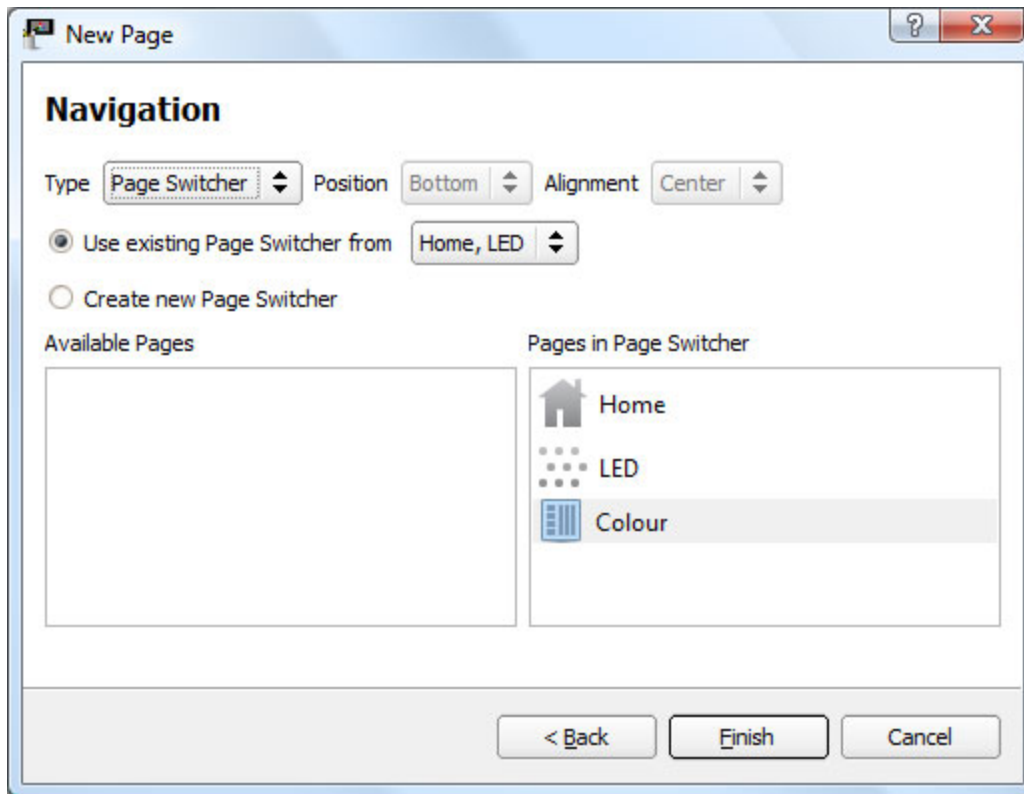 New Page
Navigation
Type Page Switcher Position Bottom Alignment Center
Use existing Page Switcher from Home, LED
Create new Page Switcher
Available Pages Pages in Page Switcher
Home
LED
Colour
< Back Finish Cancel